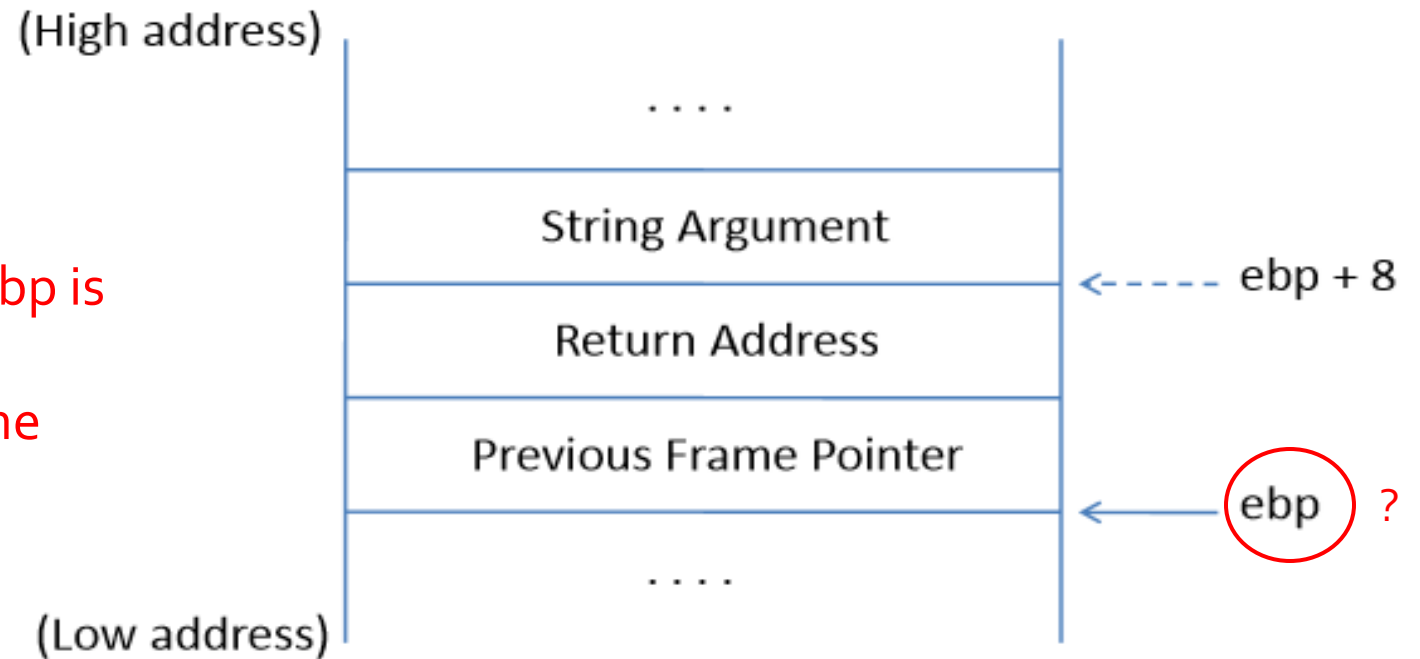 (High address)
. . . .
String Argument
bp is
ebp + 8
Return Address
ne
Previous Frame Pointer
ebp ?
. . . .
(Low address)